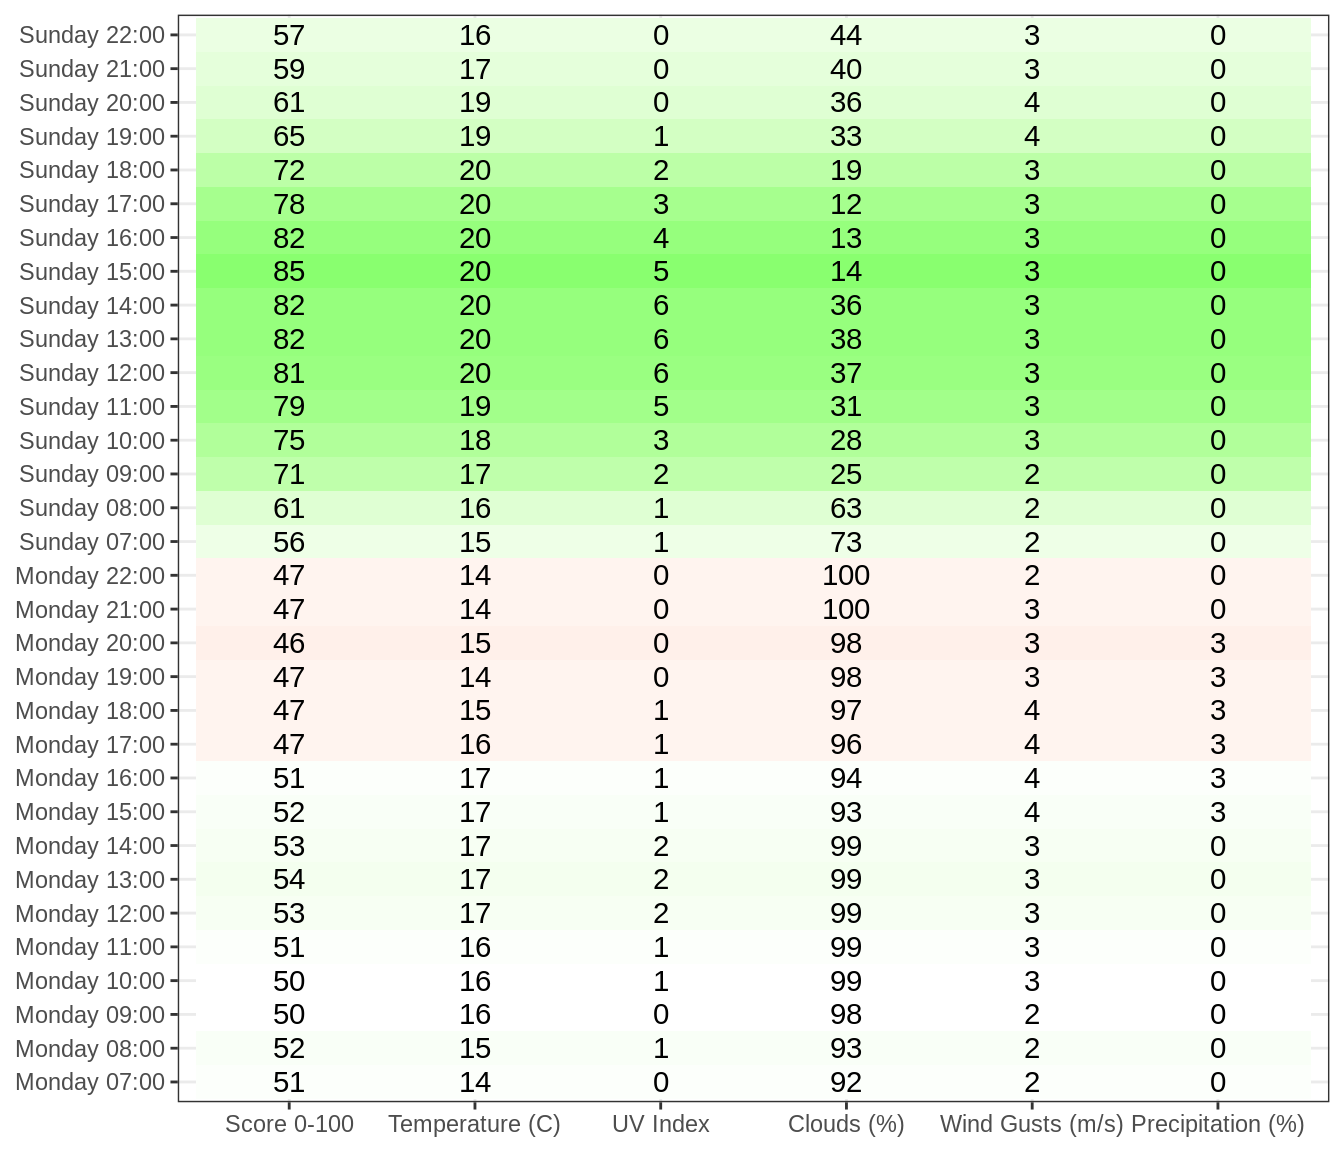 Sunday 22:00 57 16 0 44 3 0
Sunday 21:00 59 17 0 40 3 0
Sunday 20:00 61 19 0 36 4 0
Sunday 19:00 65 19 1 33 4 0
Sunday 18:00 72 20 2 19 3 0
Sunday 17:00 78 20 3 12 3 0
Sunday 16:00 82 20 4 13 3 0
Sunday 15:00 85 20 5 14 3 0
Sunday 14:00 82 20 6 36 3 0
Sunday 13:00 82 20 6 38 3 0
Sunday 12:00 81 20 6 37 3 0
Sunday 11:00 79 19 5 31 3 0
Sunday 10:00 75 18 3 28 3 0
Sunday 09:00 71 17 2 25 2 0
Sunday 08:00 61 16 1 63 2 0
Sunday 07:00 56 15 1 73 2 0
Monday 22:00 47 14 0 100 2 0
Monday 21:00 47 14 0 100 3 0
Monday 20:00 46 15 0 98 3 3
Monday 19:00 47 14 0 98 3 3
Monday 18:00 47 15 1 97 4 3
Monday 17:00 47 16 1 96 4 3
Monday 16:00 51 17 1 94 4 3
Monday 15:00 52 17 1 93 4 3
Monday 14:00 53 17 2 99 3 0
Monday 13:00 54 17 2 99 3 0
Monday 12:00 53 17 2 99 3 0
Monday 11:00 51 16 1 99 3 0
Monday 10:00 50 16 1 99 3 0
Monday 09:00 50 16 0 98 2 0
Monday 08:00 52 15 1 93 2 0
Monday 07:00 51 14 0 92 2 0
Score 0-100 Temperature (C) UV Index Clouds (%) Wind Gusts (m/s) Precipitation (%)